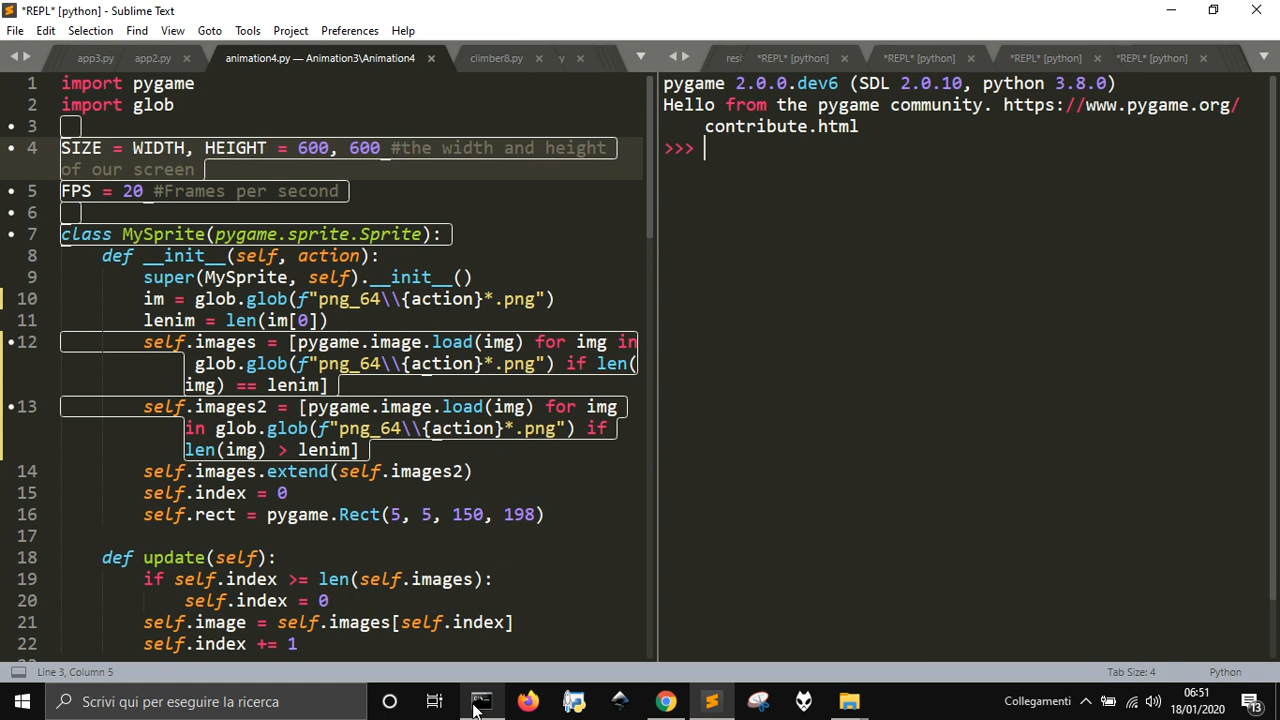 *REPL* [python] - Sublime Text
File Edit Selection Find View Goto Tools Project Preferences Help
app3.py app2.py animation4.py — Animation3\Animation4 climber8.py y resi *REPL* [python] *REPL* [python] *REPL* [python] *REPL* [python]
1 import pygame
2 import glob
3
4 SIZE = WIDTH, HEIGHT = 600, 600 #the width and height
of our screen
5 FPS = 20 #Frames per second
6
7 class MySprite(pygame.sprite.Sprite):
8 def __init__(self, action):
9 super(MySprite, self).__init__()
10 im = glob.glob(f"png_64\\{action}*.png")
11 lenim = len(im[0])
12 self.images = [pygame.image.load(img) for img in
glob.glob(f"png_64\\{action}*.png") if len(
img) == lenim]
13 self.images2 = [pygame.image.load(img) for img
in glob.glob(f"png_64\\{action}*.png") if
len(img) > lenim]
14 self.images.extend(self.images2)
15 self.index = 0
16 self.rect = pygame.Rect(5, 5, 150, 198)
17
18 def update(self):
19 if self.index >= len(self.images):
20 self.index = 0
21 self.image = self.images[self.index]
22 self.index += 1
pygame 2.0.0.dev6 (SDL 2.0.10, python 3.8.0)
Hello from the pygame community. https://www.pygame.org/
contribute.html
>>>
Line 3, Column 5 Tab Size: 4 Python
Scrivi qui per eseguire la ricerca
Collegamenti
06:51
18/01/2020
13